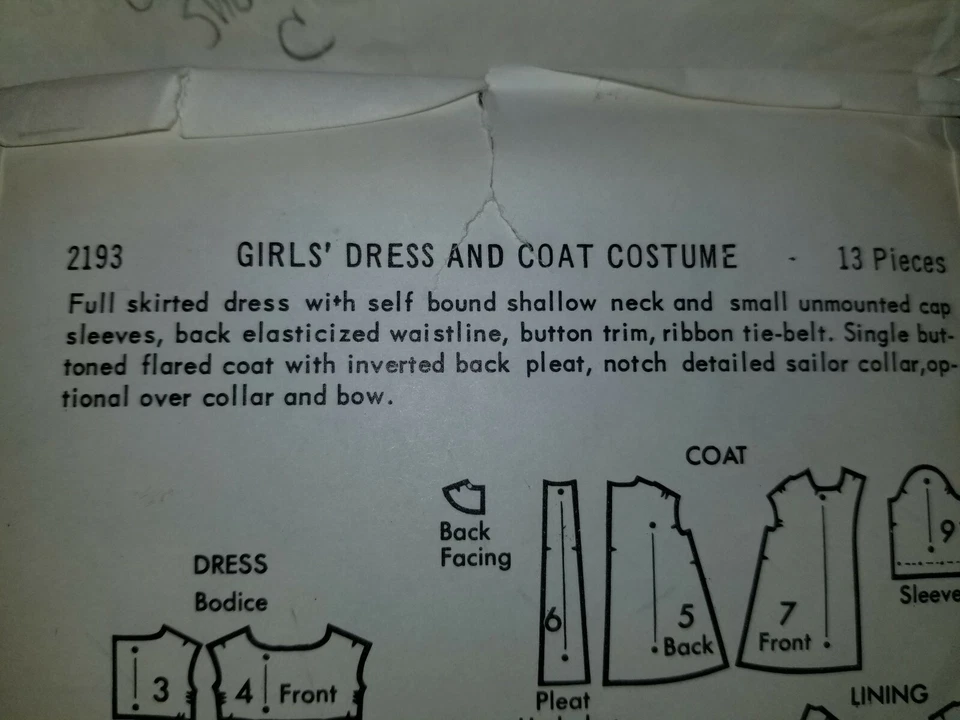 C
2193 GIRLS' DRESS AND COAT COSTUME - 13 Pieces
Full skirted dress with self bound shallow neck and small unmounted cap
sleeves, back elasticized waistline, button trim, ribbon tie-belt. Single but-
toned flared coat with inverted back pleat, notch detailed sailor collar,op-
tional over collar and bow.
COAT
Back
Facing
6
5
Back
7
Front
9
Sleeve
Pleat
DRESS
Bodice
3
4 Front
LINING